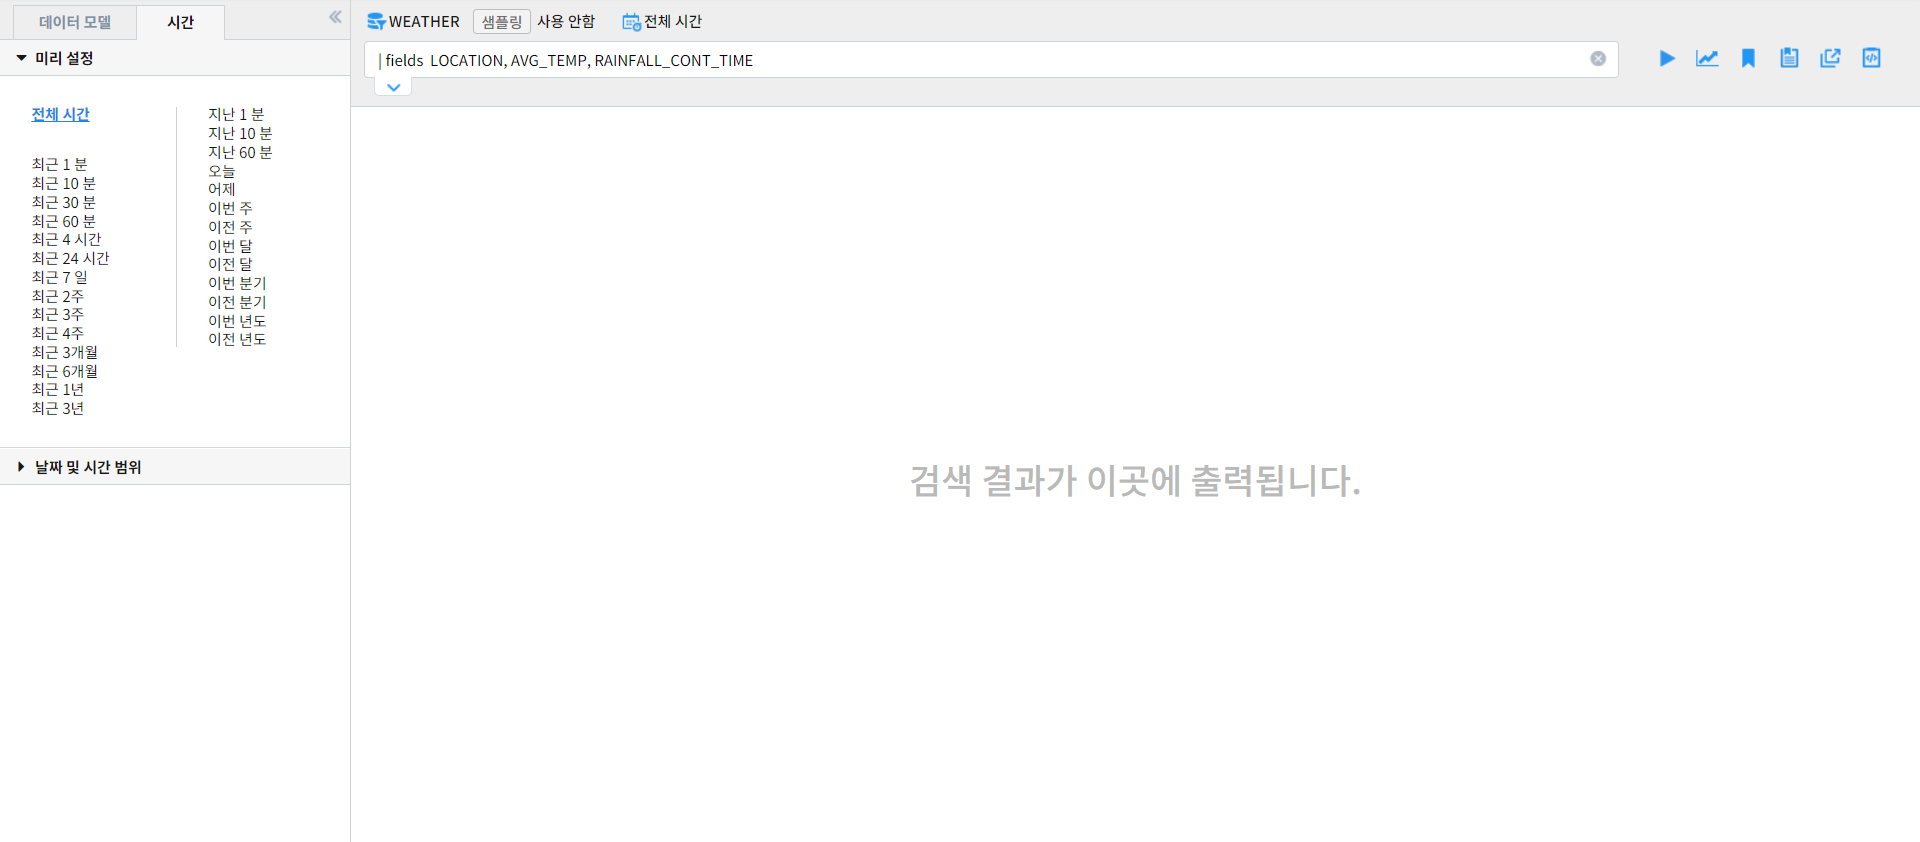 데이터 모델
시간
미리 설정
전체 시간
최근 1 분
최근 10 분
최근 30 분
최근 60 분
최근 4 시간
최근 24 시간
최근 7 일
최근 2주
최근 3주
최근 4주
최근 3개월
최근 6개월
최근 1년
최근 3년
지난 1 분
지난 10 분
지난 60 분
오늘
어제
이번 주
이전 주
이번 달
이전 달
이번 분기
이전 분기
이번 년도
이전 년도
날짜 및 시간 범위
WEATHER 샘플링 사용 안함 전체 시간
| fields LOCATION, AVG_TEMP, RAINFALL_CONT_TIME
검색 결과가 이곳에 출력됩니다.